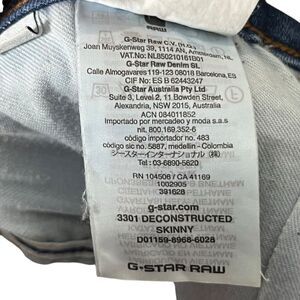 RAW
G-Star Raw C.V. (H.O.)
Joan Muyskenweg 39, 1114 AN, Amsterdam, NL
VAT.No: NL850210161B01
G-Star Raw Denim SL
Calle Almogavares 119-123 08018 Barcelona, ES
CIF No: ES B 62443247
G-Star Australia Pty Ltd
Suite 3, Level 2, 11 Bowden Street,
Alexandria, NSW 2015, Australia
ACN 084011852
Importado por mercadeo y moda s.a.s
nit. 800.169.352-6
código importador no. 483
código sic no. 5887, medellin - Colombia
ジースターインターナショナル (株)
Tel : 03-6890-5620
RN 104506 / CA 41169
1002905
391628
g-star.com
3301 DECONSTRUCTED
SKINNY
D01159-8968-6028
G-STAR RAW